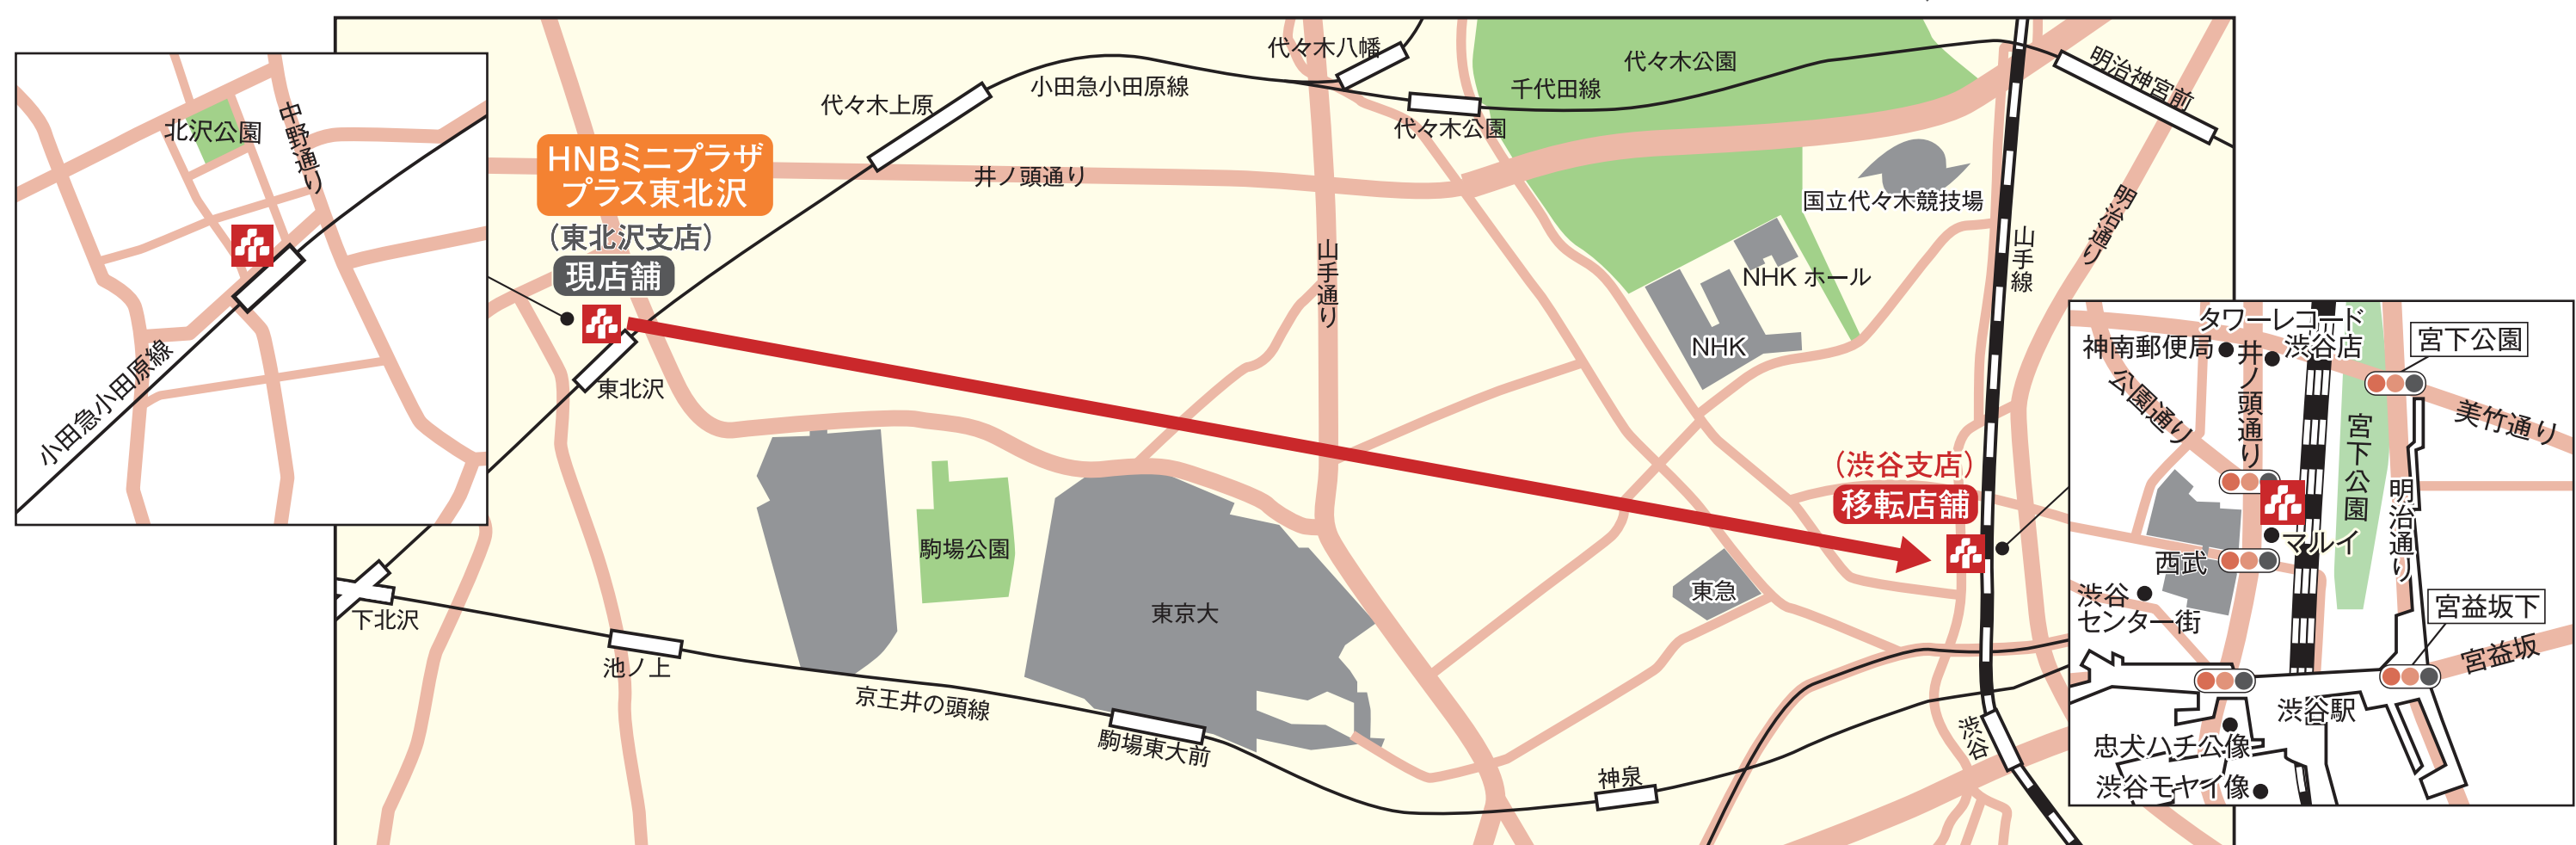 北沢公園
中野通り
小田急小田原線
HNBミニプラザ
プラス東北沢
（東北沢支店）
現店舗
東北沢
代々木上原
小田急小田原線
代々木八幡
代々木公園
千代田線
代々木公園
明治神宮前
井ノ頭通り
山手通り
国立代々木競技場
NHK ホール
NHK
山手線
明治通り
（渋谷支店）
移転店舗
東急
駒場公園
東京大
下北沢
池ノ上
京王井の頭線
駒場東大前
神泉
渋谷
タワーレコード
渋谷店
神南郵便局
井ノ頭通り
公園通り
宮下公園
宮下公園
美竹通り
明治通り
マルイ
西武
渋谷
センター街
宮益坂下
宮益坂
渋谷駅
忠犬ハチ公像
渋谷モヤイ像